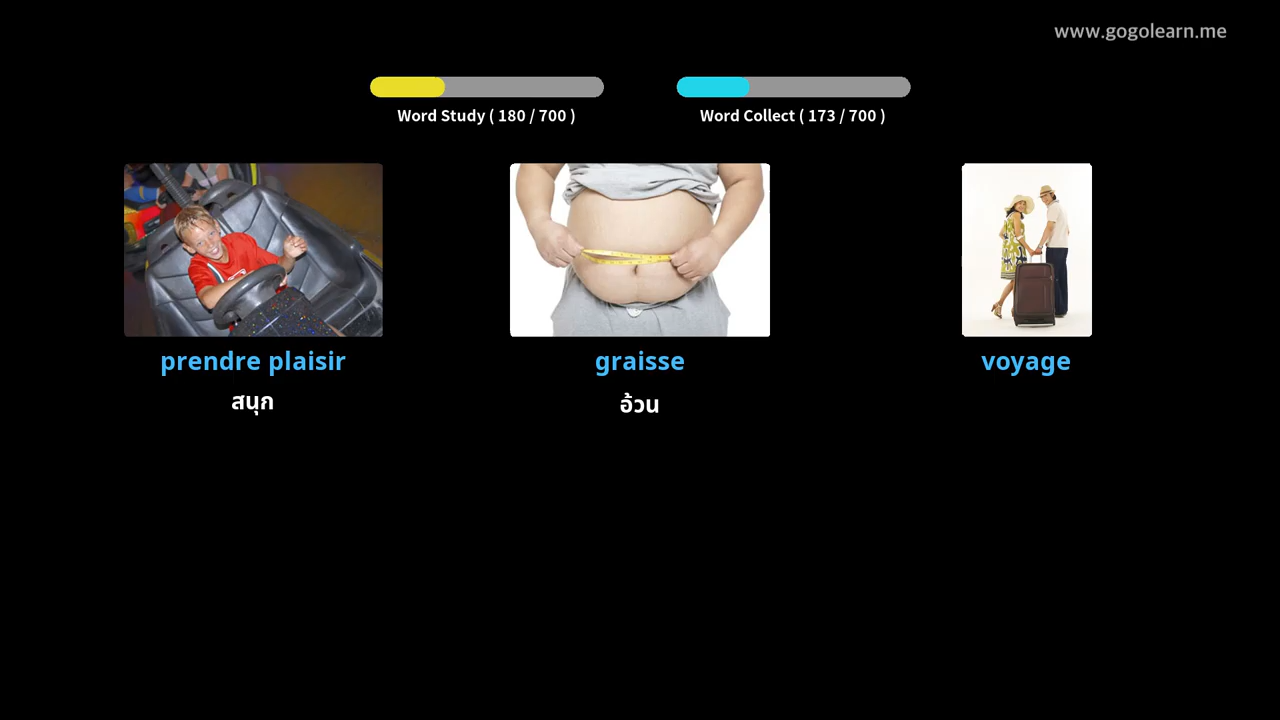 www.gogolearn.me
Word Study ( 180 / 700 )
Word Collect ( 173 / 700 )
prendre plaisir
สนุก
graisse
อ้วน
voyage